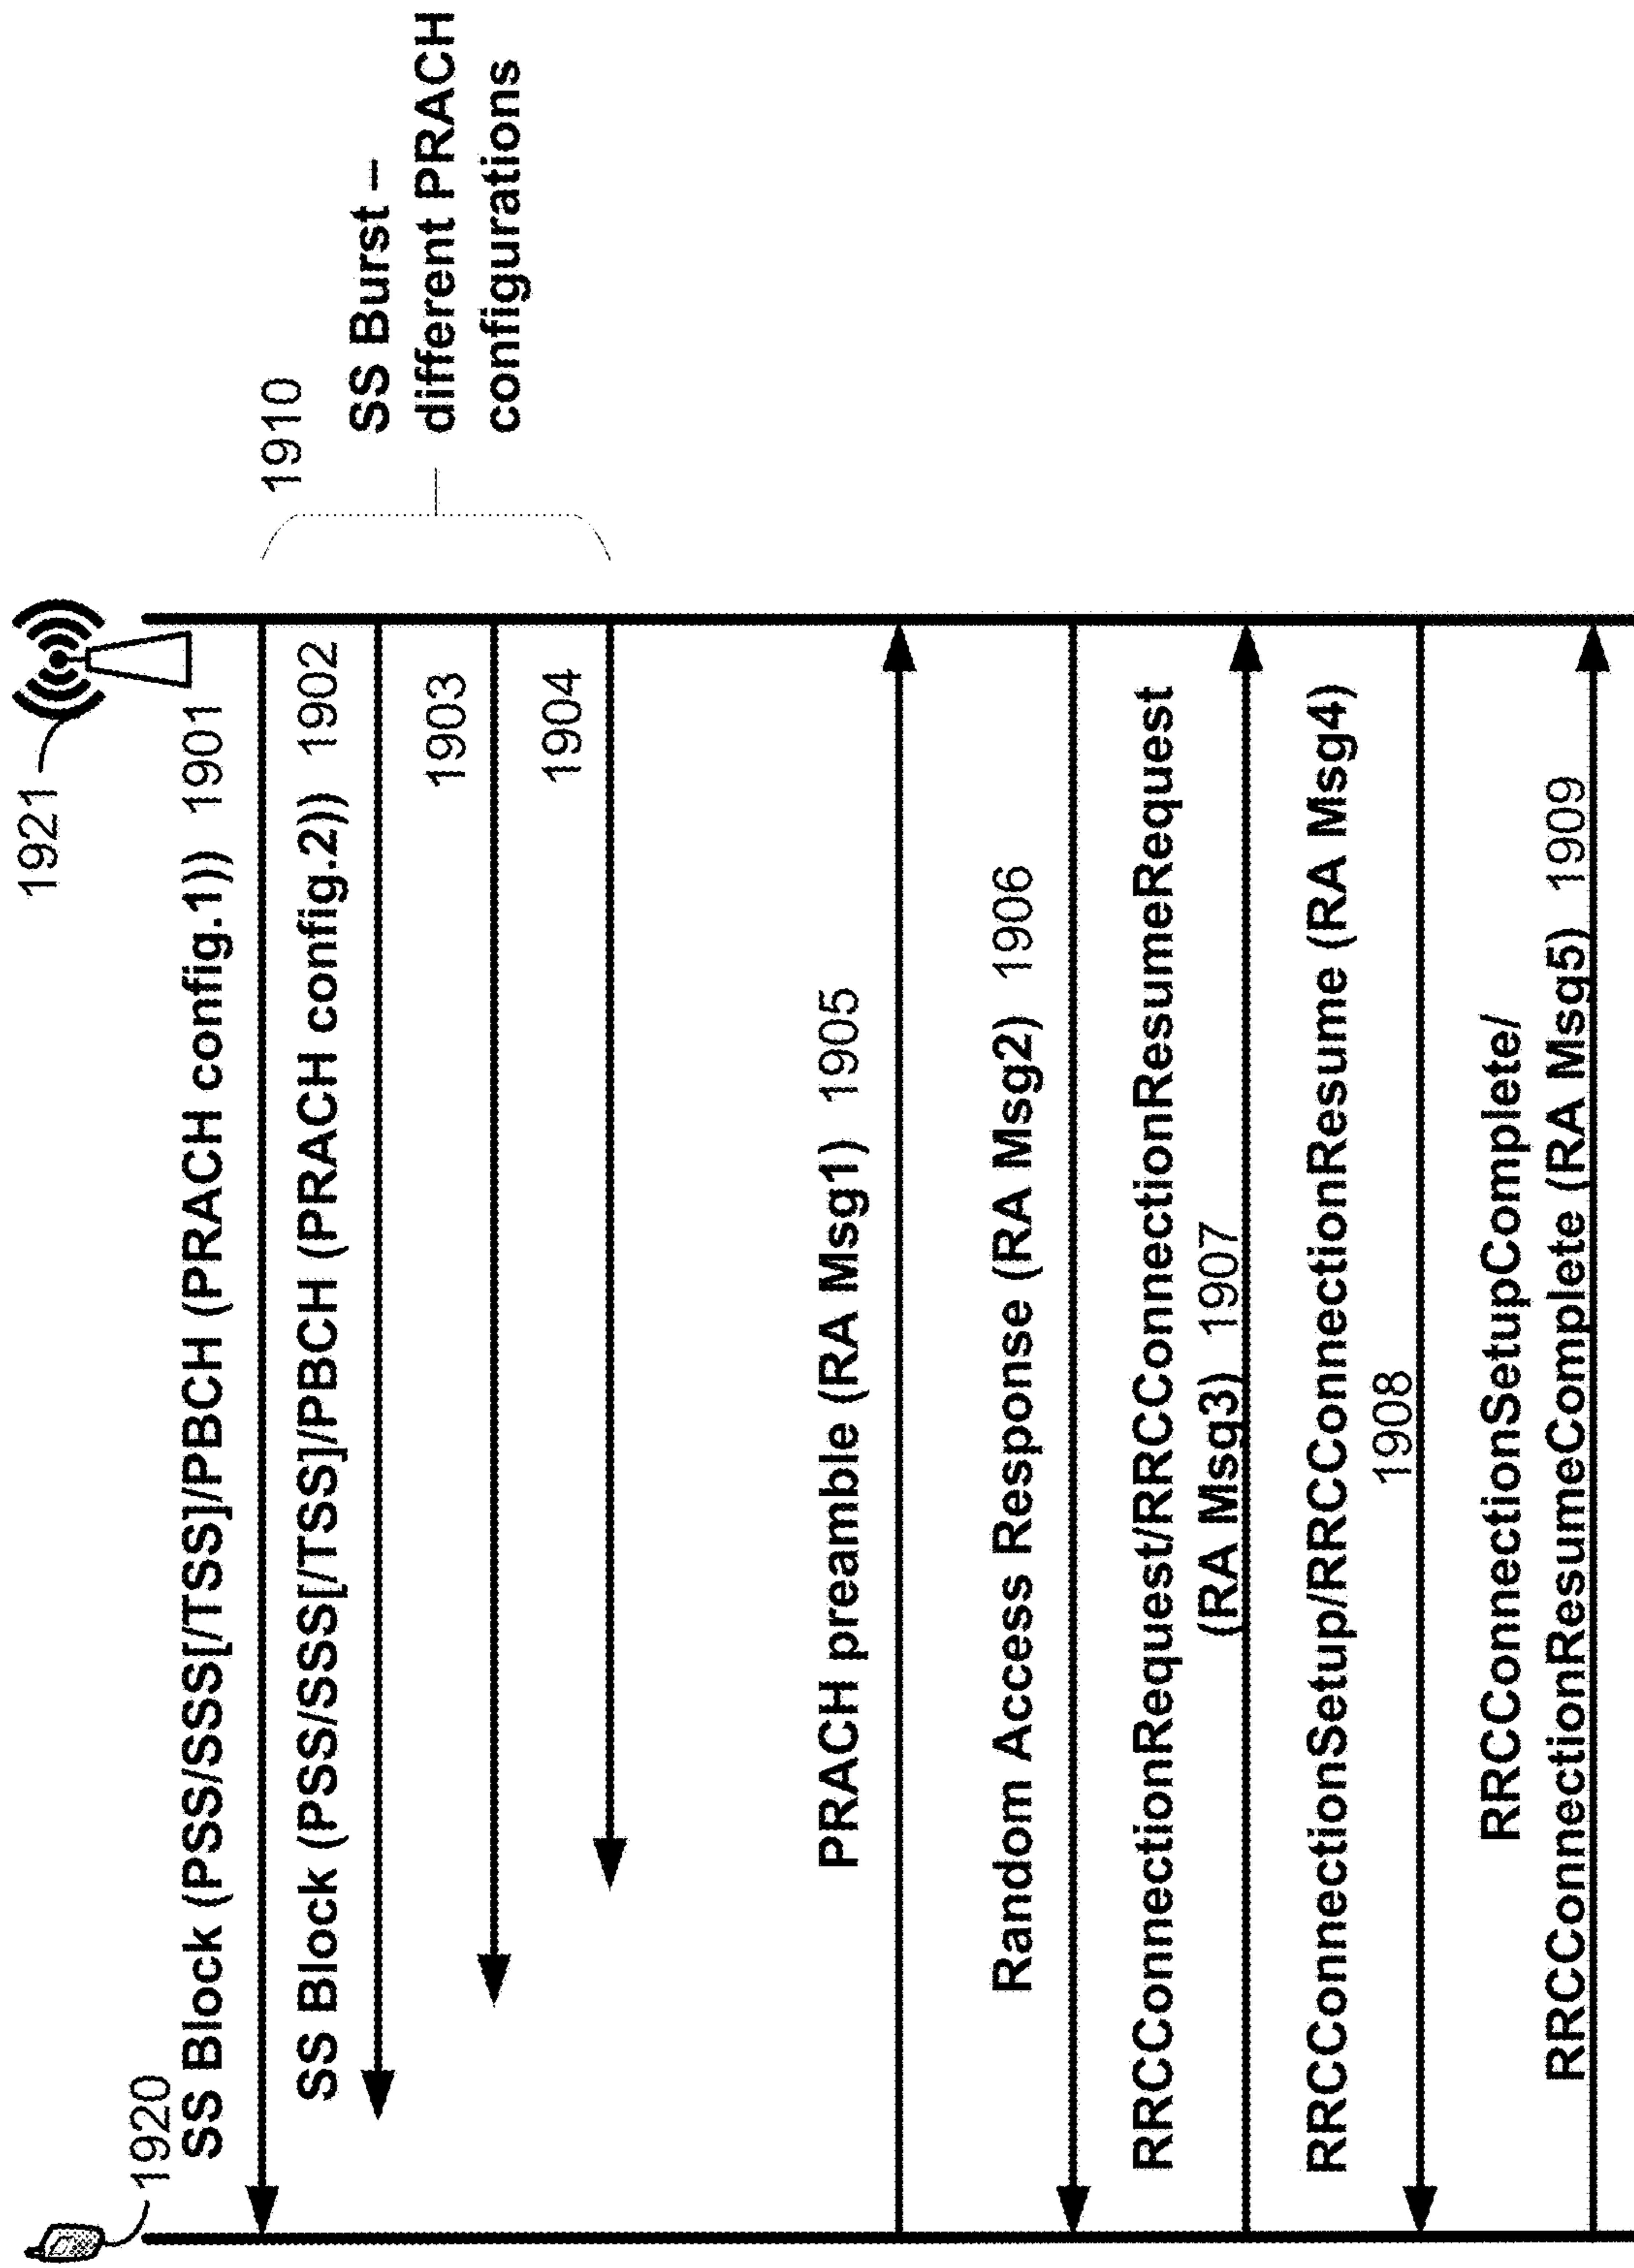 1920
1921
SS Block (PSS/SSS[/TSS]/PBCH (PRACH config.1)) 1901
SS Block (PSS/SSS[/TSS]/PBCH (PRACH config.2)) 1902
1903
1904
1910
SS Burst –
different PRACH
configurations
PRACH preamble (RA Msg1) 1905
Random Access Response (RA Msg2) 1906
RRCConnectionRequest/RRCConnectionResumeRequest
(RA Msg3) 1907
RRCConnectionSetup/RRCConnectionResume (RA Msg4)
1908
RRCConnectionSetupComplete/
RRCConnectionResumeComplete (RA Msg5) 1909